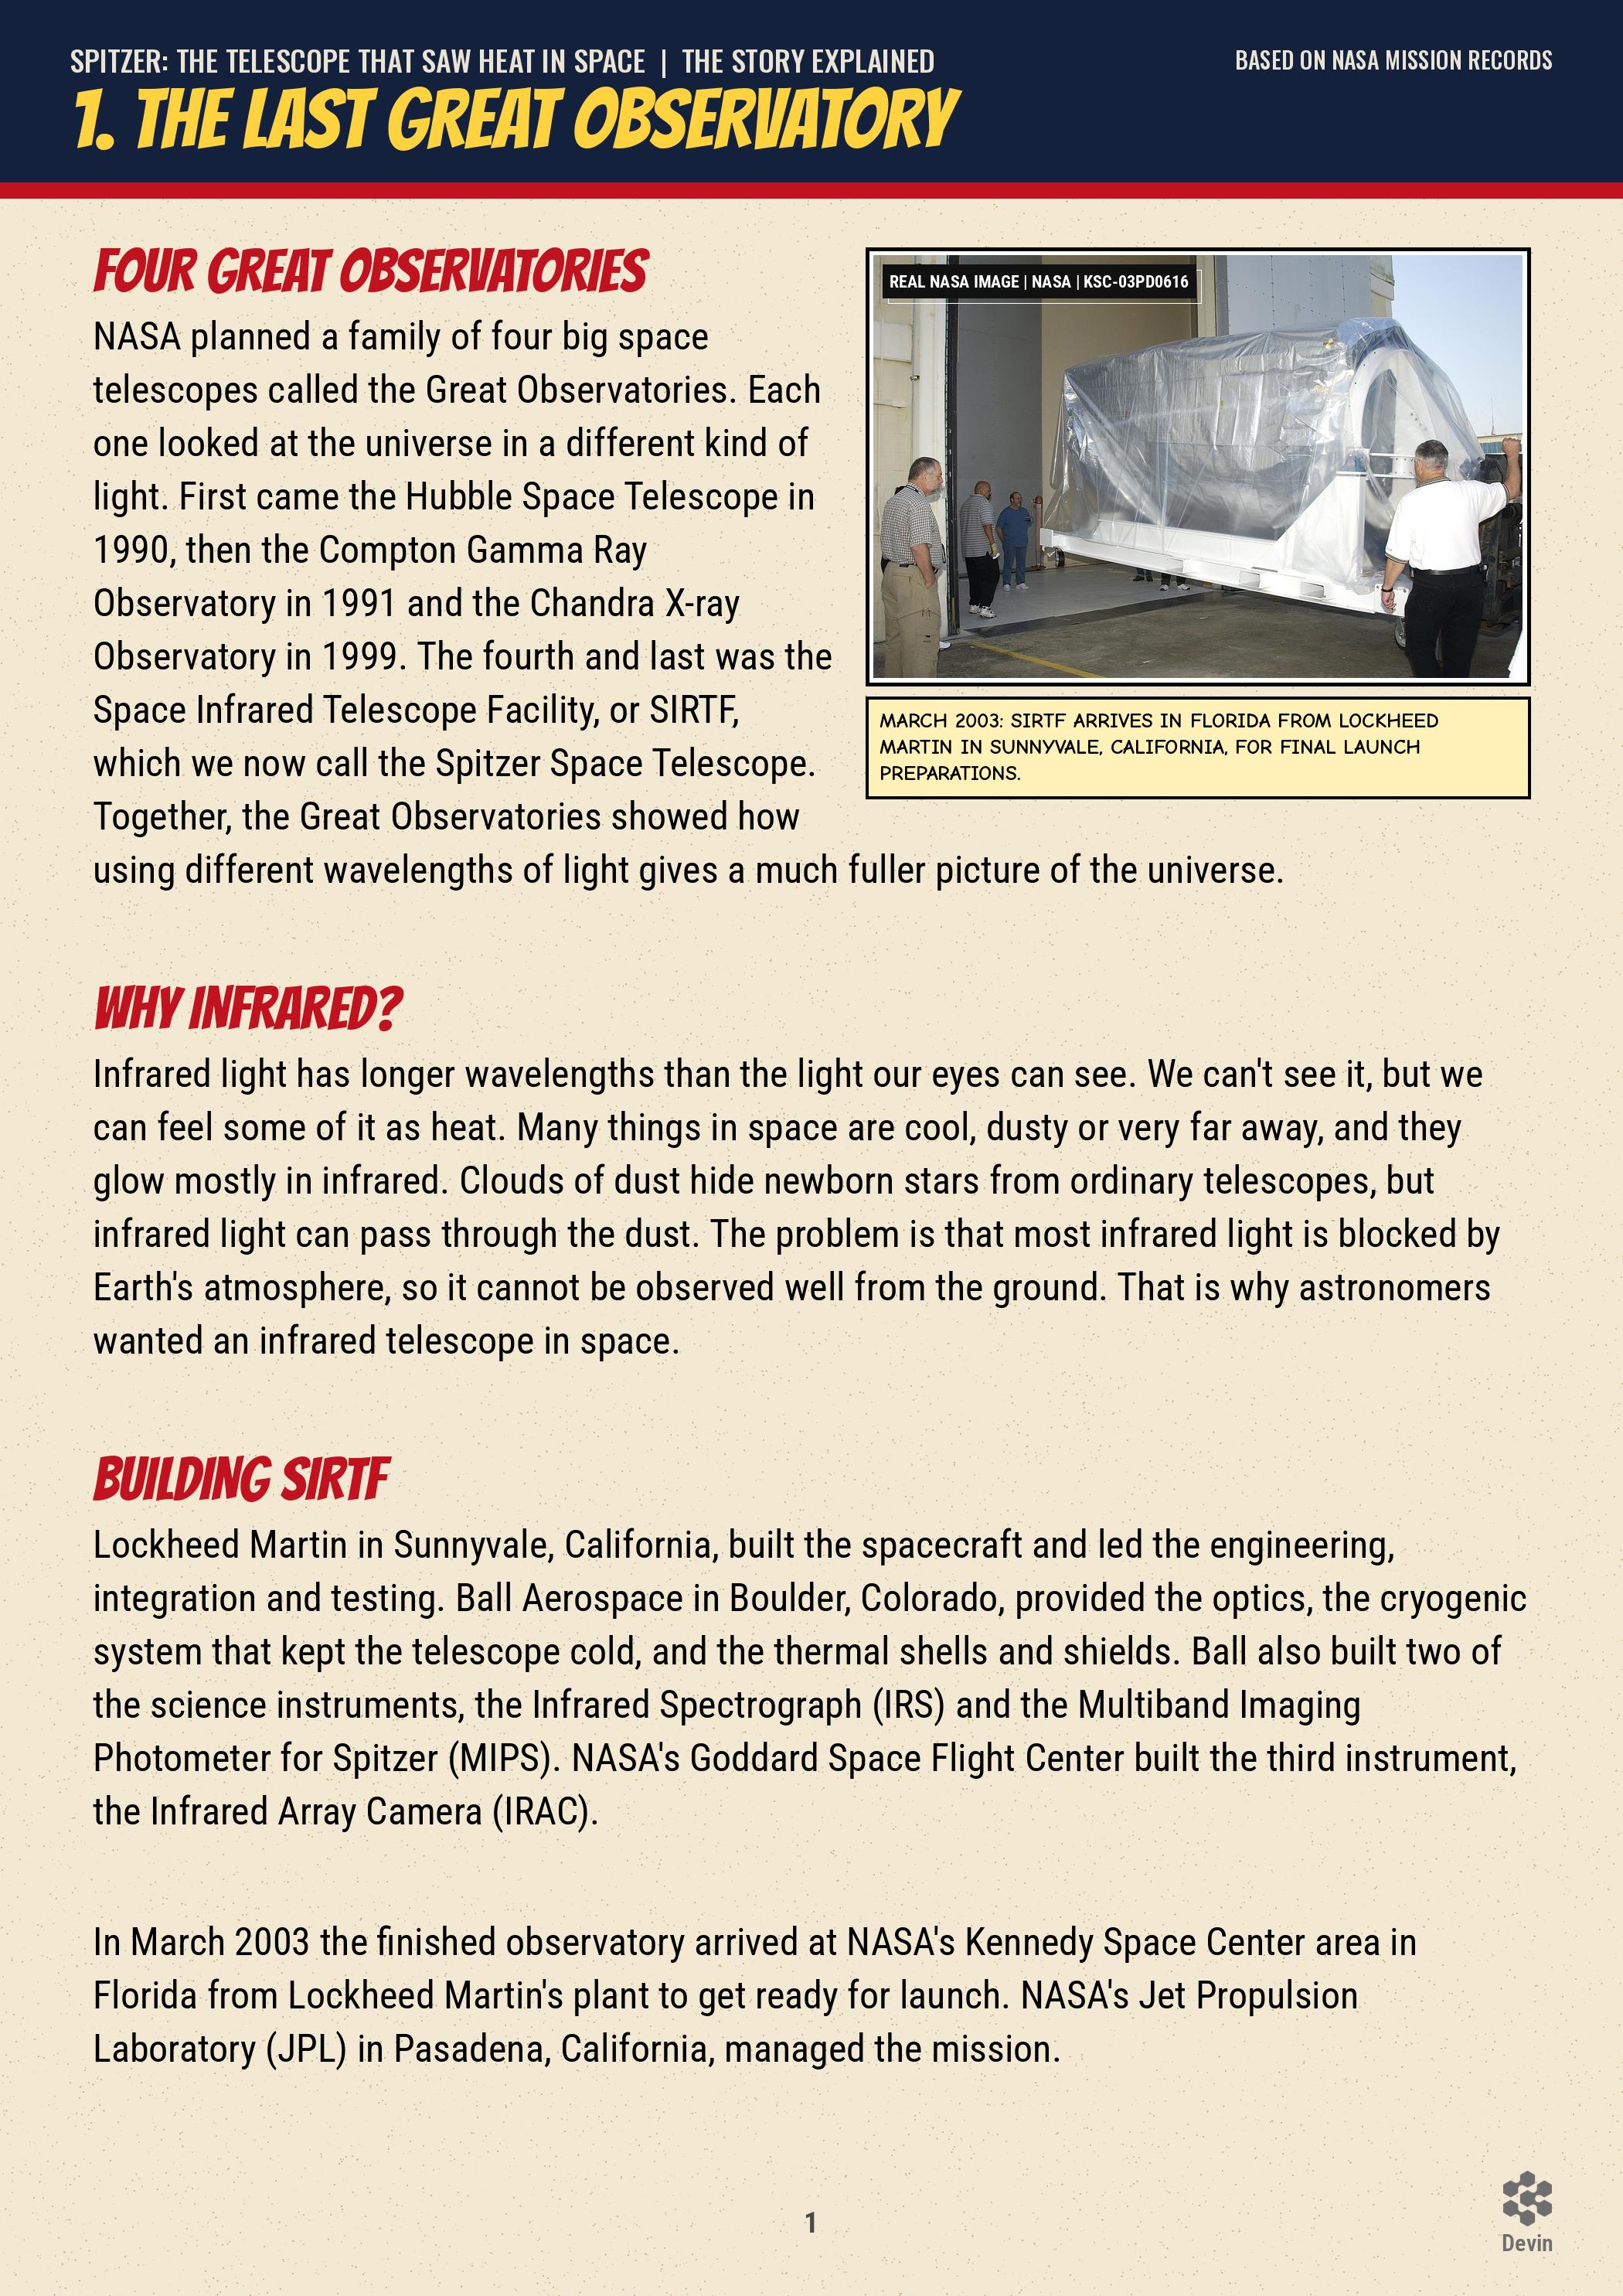 SPITZER: THE TELESCOPE THAT SAW HEAT IN SPACE | THE STORY EXPLAINED
BASED ON NASA MISSION RECORDS
1. THE LAST GREAT OBSERVATORY
FOUR GREAT OBSERVATORIES
NASA planned a family of four big space
telescopes called the Great Observatories. Each
one looked at the universe in a different kind of
light. First came the Hubble Space Telescope in
1990, then the Compton Gamma Ray
Observatory in 1991 and the Chandra X-ray
Observatory in 1999. The fourth and last was the
Space Infrared Telescope Facility, or SIRTF,
which we now call the Spitzer Space Telescope.
Together, the Great Observatories showed how
using different wavelengths of light gives a much fuller picture of the universe.
REAL NASA IMAGE | NASA | KSC-03PD0616
MARCH 2003: SIRTF ARRIVES IN FLORIDA FROM LOCKHEED
MARTIN IN SUNNYVALE, CALIFORNIA, FOR FINAL LAUNCH
PREPARATIONS.
WHY INFRARED?
Infrared light has longer wavelengths than the light our eyes can see. We can't see it, but we
can feel some of it as heat. Many things in space are cool, dusty or very far away, and they
glow mostly in infrared. Clouds of dust hide newborn stars from ordinary telescopes, but
infrared light can pass through the dust. The problem is that most infrared light is blocked by
Earth's atmosphere, so it cannot be observed well from the ground. That is why astronomers
wanted an infrared telescope in space.
BUILDING SIRTF
Lockheed Martin in Sunnyvale, California, built the spacecraft and led the engineering,
integration and testing. Ball Aerospace in Boulder, Colorado, provided the optics, the cryogenic
system that kept the telescope cold, and the thermal shells and shields. Ball also built two of
the science instruments, the Infrared Spectrograph (IRS) and the Multiband Imaging
Photometer for Spitzer (MIPS). NASA's Goddard Space Flight Center built the third instrument,
the Infrared Array Camera (IRAC).
In March 2003 the finished observatory arrived at NASA's Kennedy Space Center area in
Florida from Lockheed Martin's plant to get ready for launch. NASA's Jet Propulsion
Laboratory (JPL) in Pasadena, California, managed the mission.
1
Devin